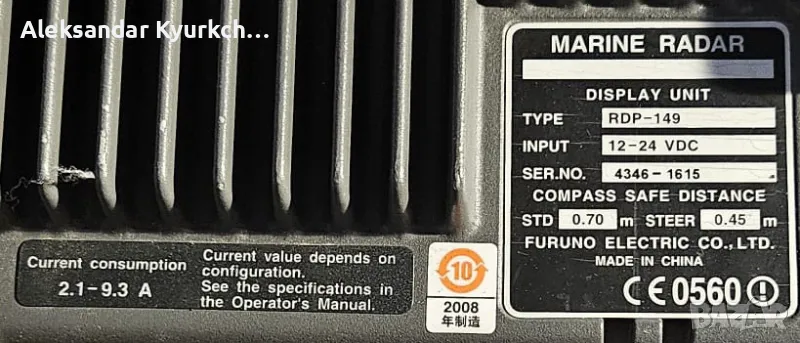 Aleksandar Kyurkch...
MARINE RADAR
DISPLAY UNIT
TYPE RDP-149
INPUT 12-24 VDC
SER.NO. 4346-1615
COMPASS SAFE DISTANCE
STD 0.70 m STEER 0.45 m
FURUNO ELECTRIC CO., LTD.
MADE IN CHINA
CE 0560
Current consumption
2.1-9.3 A
Current value depends on
configuration.
See the specifications in
the Operator's Manual.
10
2008
年制造
BAZAR